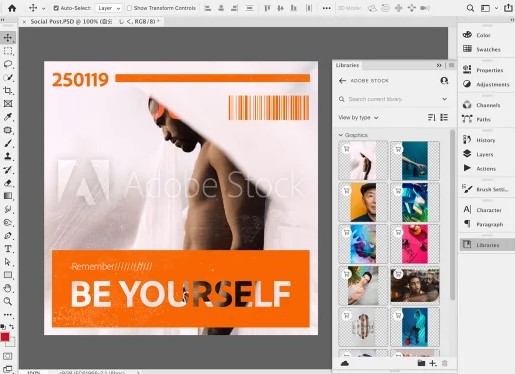 Auto-Select:
Layer
Show Transform Controls
3D Mode:
Social Post.PSD @ 100%
RGB/8) *
250119
Adobe Stock
Remember
BE YOURSELF
100%
Libraries
ADOBE STOCK
Search current library
View by type
Graphics
Color
Swatches
Properties
Adjustments
Channels
Paths
History
Layers
Actions
Brush Setti...
Character
Paragraph
Libraries